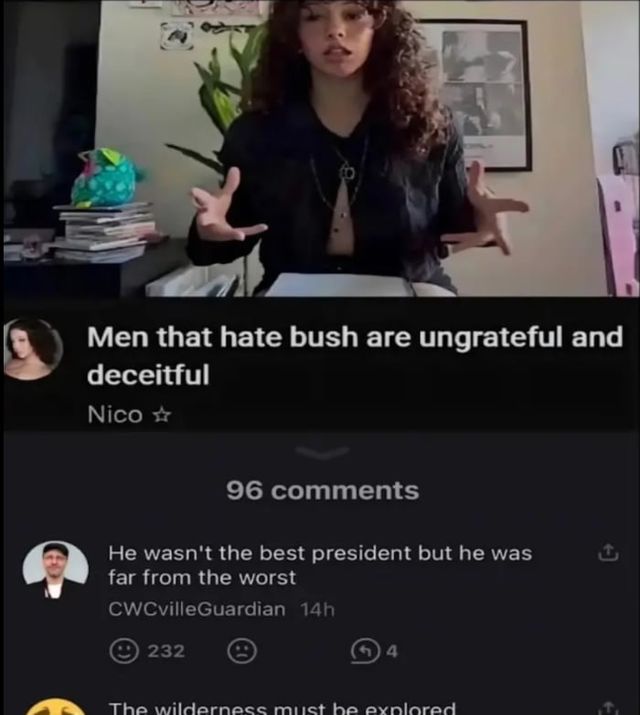 Men that hate bush are ungrateful and
deceitful
Nico ☆
96 comments
He wasn't the best president but he was
far from the worst
CWCvilleGuardian 14h
232
4
The wilderness must be explored